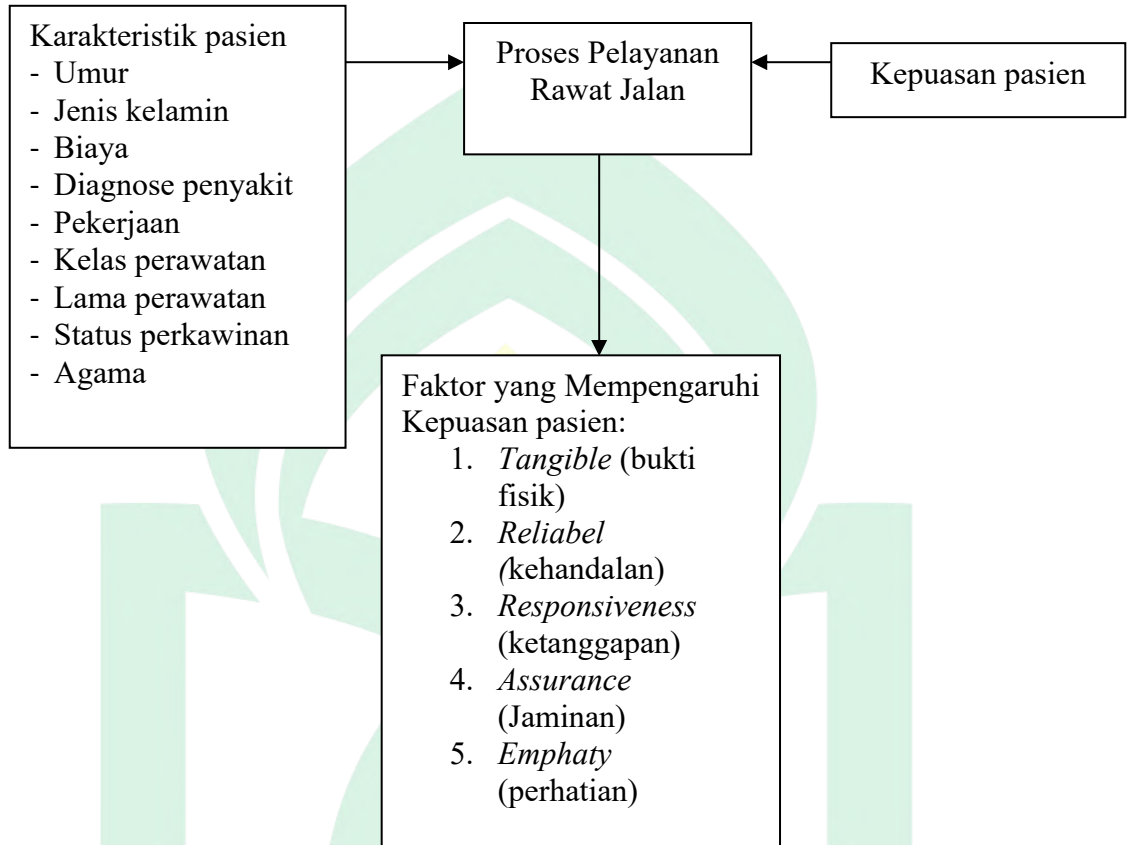 Karakteristik pasien
- Umur
- Jenis kelamin
- Biaya
- Diagnose penyakit
- Pekerjaan
- Kelas perawatan
- Lama perawatan
- Status perkawinan
- Agama
Proses Pelayanan
Rawat Jalan
Kepuasan pasien
Faktor yang Mempengaruhi
Kepuasan pasien:
1. Tangible (bukti
fisik)
2. Reliabel
(kehandalan)
3. Responsiveness
(ketanggapan)
4. Assurance
(Jaminan)
5. Emphaty
(perhatian)